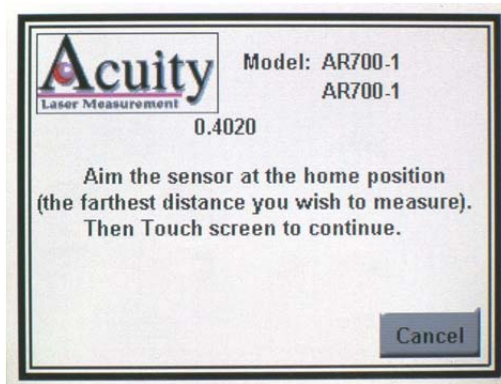 Acuity
Laser Measurement
Model: AR700-1
AR700-1
0.4020
Aim the sensor at the home position
(the farthest distance you wish to measure).
Then Touch screen to continue.
Cancel